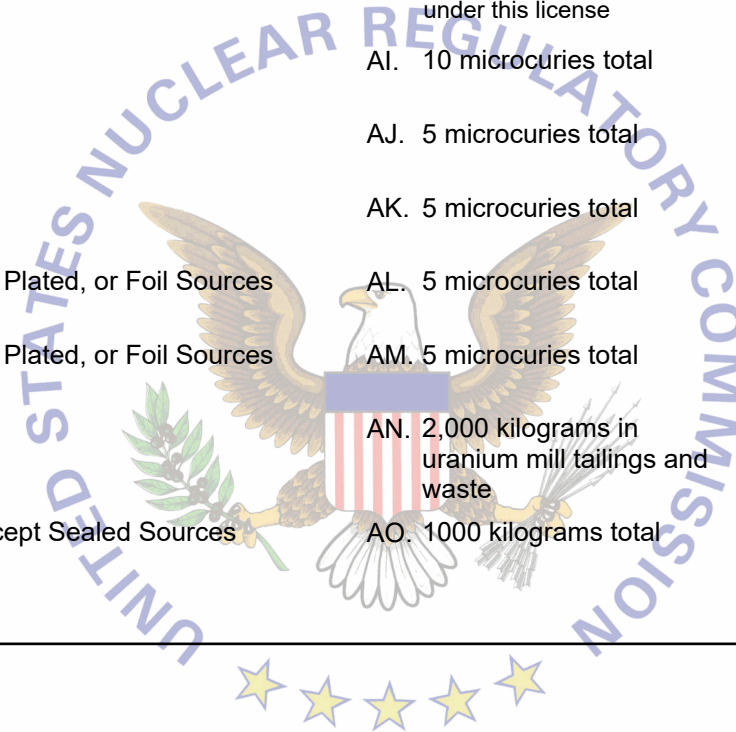 under this license
AI. 10 microcuries total
AJ. 5 microcuries total
AK. 5 microcuries total
Plated, or Foil Sources AL. 5 microcuries total
Plated, or Foil Sources AM. 5 microcuries total
AN. 2,000 kilograms in
uranium mill tailings and
waste
cept Sealed Sources AO. 1000 kilograms total
UNITED STATES NUCLEAR REGULATORY COMMISSION